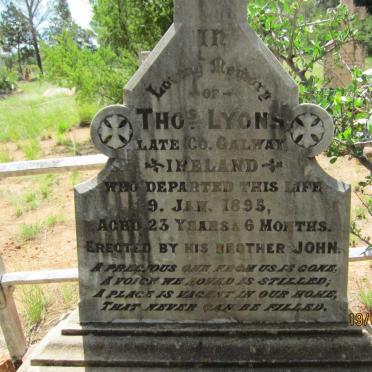 In
Loving Memory
- OF -
THOS LYONS
LATE CO. GALWAY
IRELAND
WHO DEPARTED THIS LIFE
9. JAN. 1895,
AGED 23 YEARS & 6 MONTHS.
ERECTED BY HIS BROTHER JOHN.
A PRECIOUS ONE FROM US IS GONE.
A VOICE WE LOVED IS STILLED;
A PLACE IS VACENT IN OUR HOME,
THAT NEVER CAN BE FILLED.